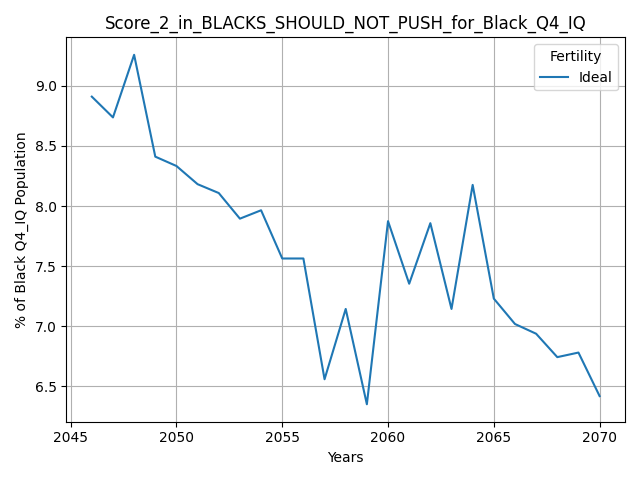 Score_2_in_BLACKS_SHOULD_NOT_PUSH_for_Black_Q4_IQ
Fertility
Ideal
% of Black Q4_IQ Population
9.0
8.5
8.0
7.5
7.0
6.5
2045 2050 2055 2060 2065 2070
Years